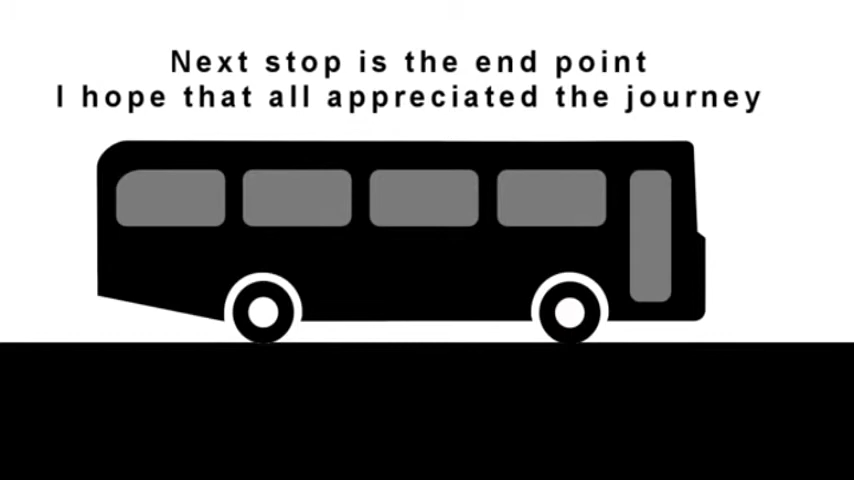 Next stop is the end point
I hope that all appreciated the journey